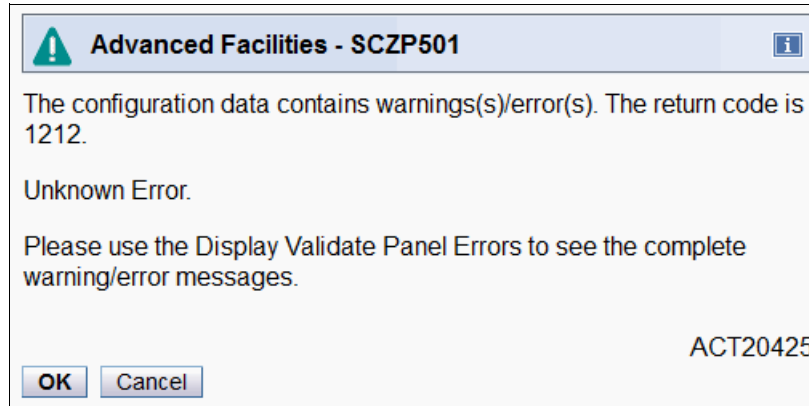 Advanced Facilities - SCZP501
i
The configuration data contains warnings(s)/error(s). The return code is
1212.
Unknown Error.
Please use the Display Validate Panel Errors to see the complete
warning/error messages.
ACT20425
OK Cancel